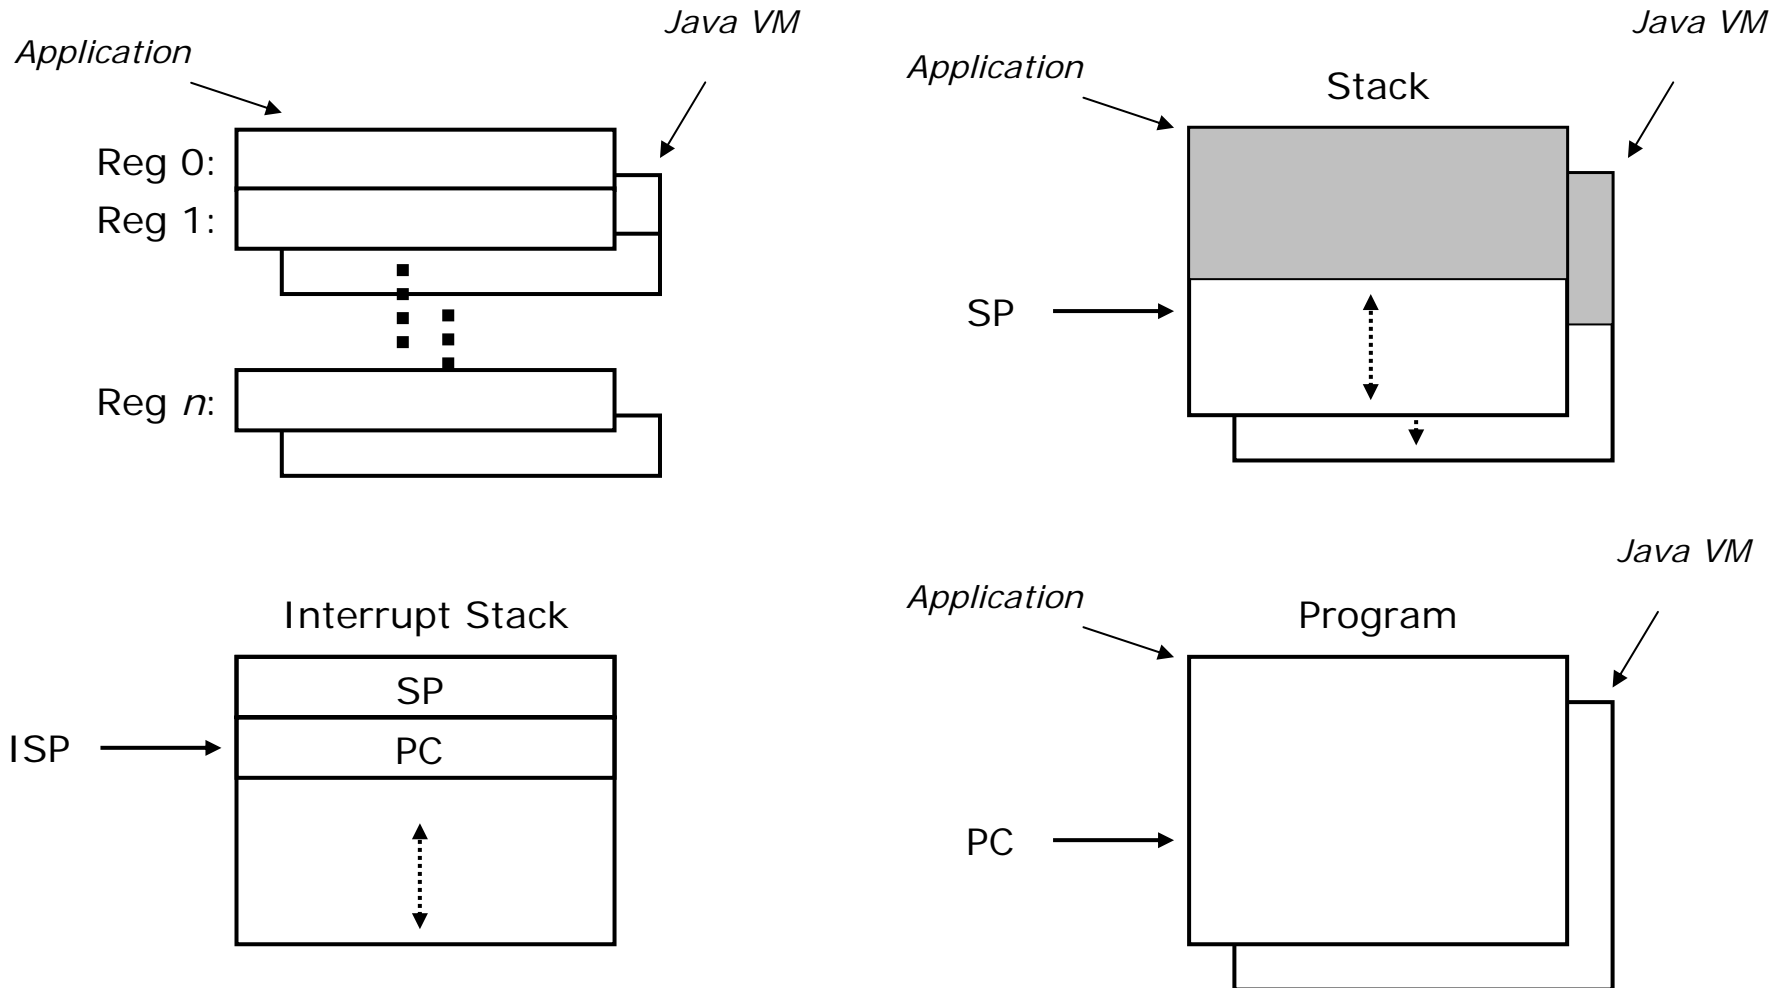 Application
Java VM
Reg 0:
Reg 1:
Reg n:
Application
Java VM
Stack
SP
Interrupt Stack
SP
ISP
PC
Application
Java VM
Program
PC